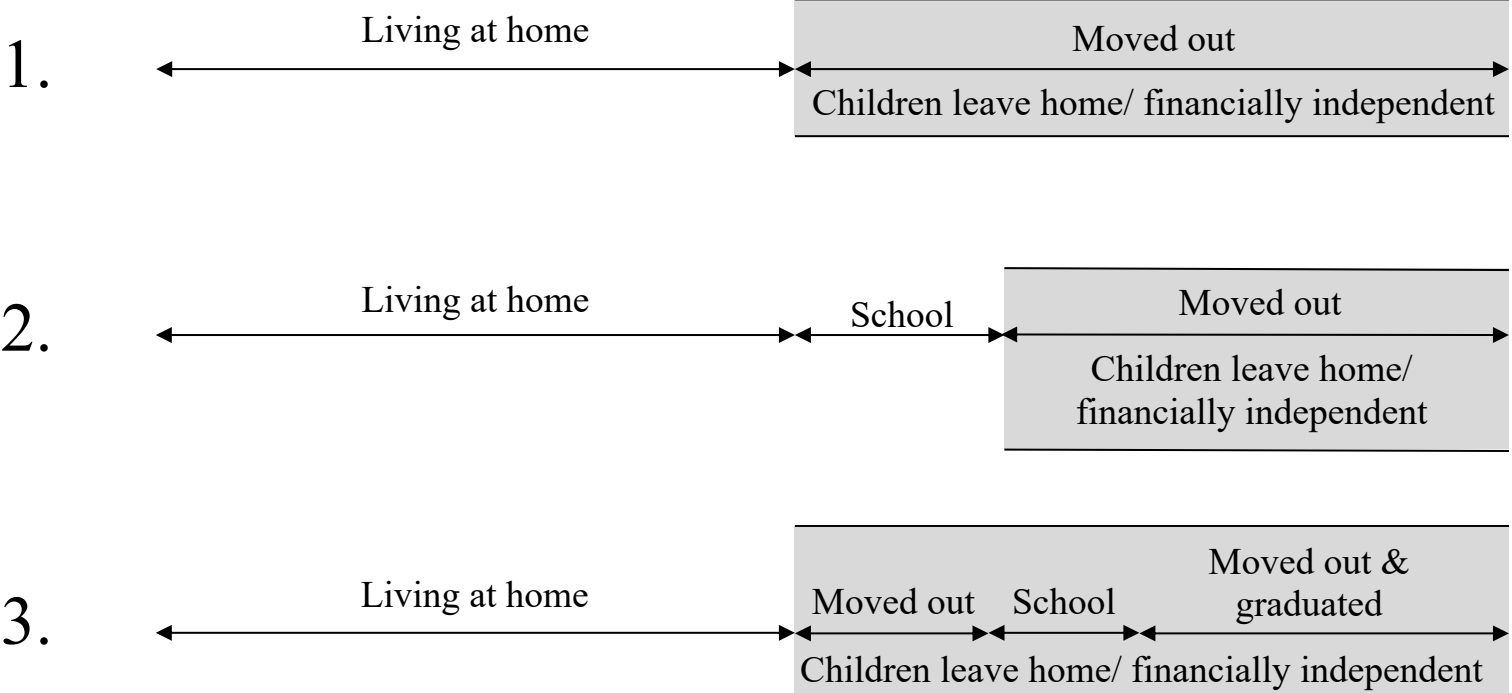 1.
Living at home
Moved out
Children leave home/ financially independent
2.
Living at home
School
Moved out
Children leave home/
financially independent
3.
Living at home
Moved out
School
Moved out &
graduated
Children leave home/ financially independent